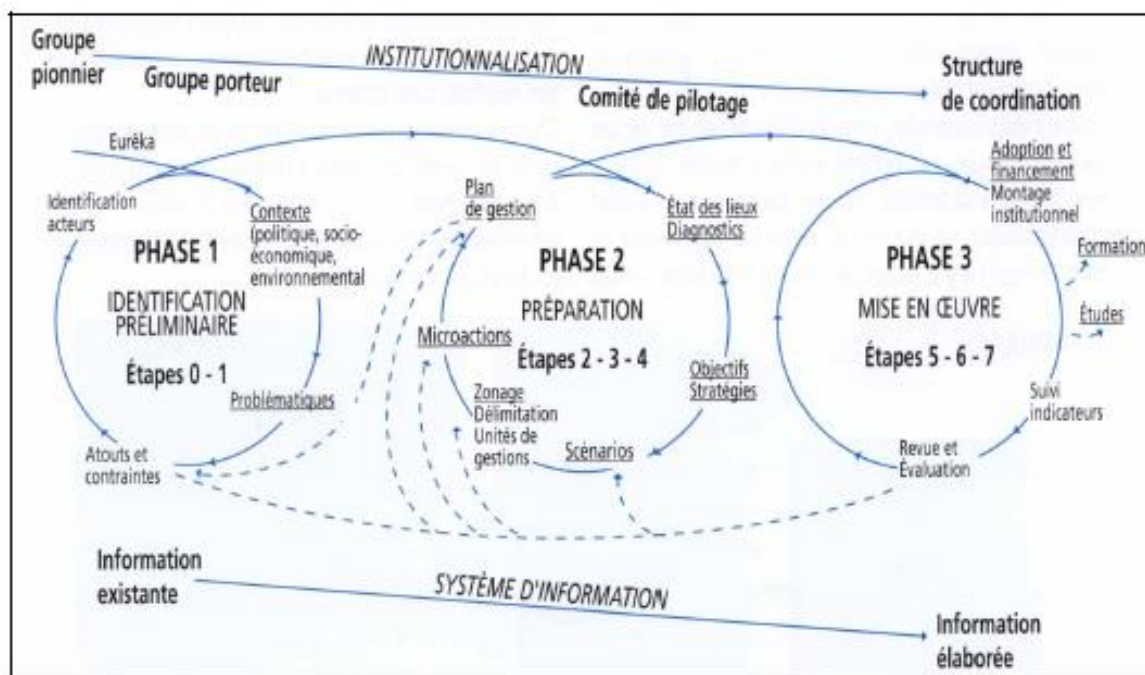 Groupe
pionnier
INSTITUTIONNALISATION
Structure
de coordination
Groupe porteur
Comité de pilotage
Eurêka
Identification
acteurs
Contexte
(politique, socio-
économique,
environnemental)
PHASE 1
IDENTIFICATION
PRÉLIMINAIRE
Étapes 0 - 1
Problématiques
Atouts et
contraintes
Plan
de gestion
État des lieux
Diagnostics
PHASE 2
PRÉPARATION
Étapes 2 - 3 - 4
Microactions
Objectifs
Stratégies
Zonage
Délimitation
Unités de
gestions
Scénarios
Adoption et
financement
Montage
institutionnel
PHASE 3
MISE EN ŒUVRE
Étapes 5 - 6 - 7
Formation
Études
Suivi
indicateurs
Revue et
Évaluation
Information
existante
SYSTÈME D'INFORMATION
Information
élaborée